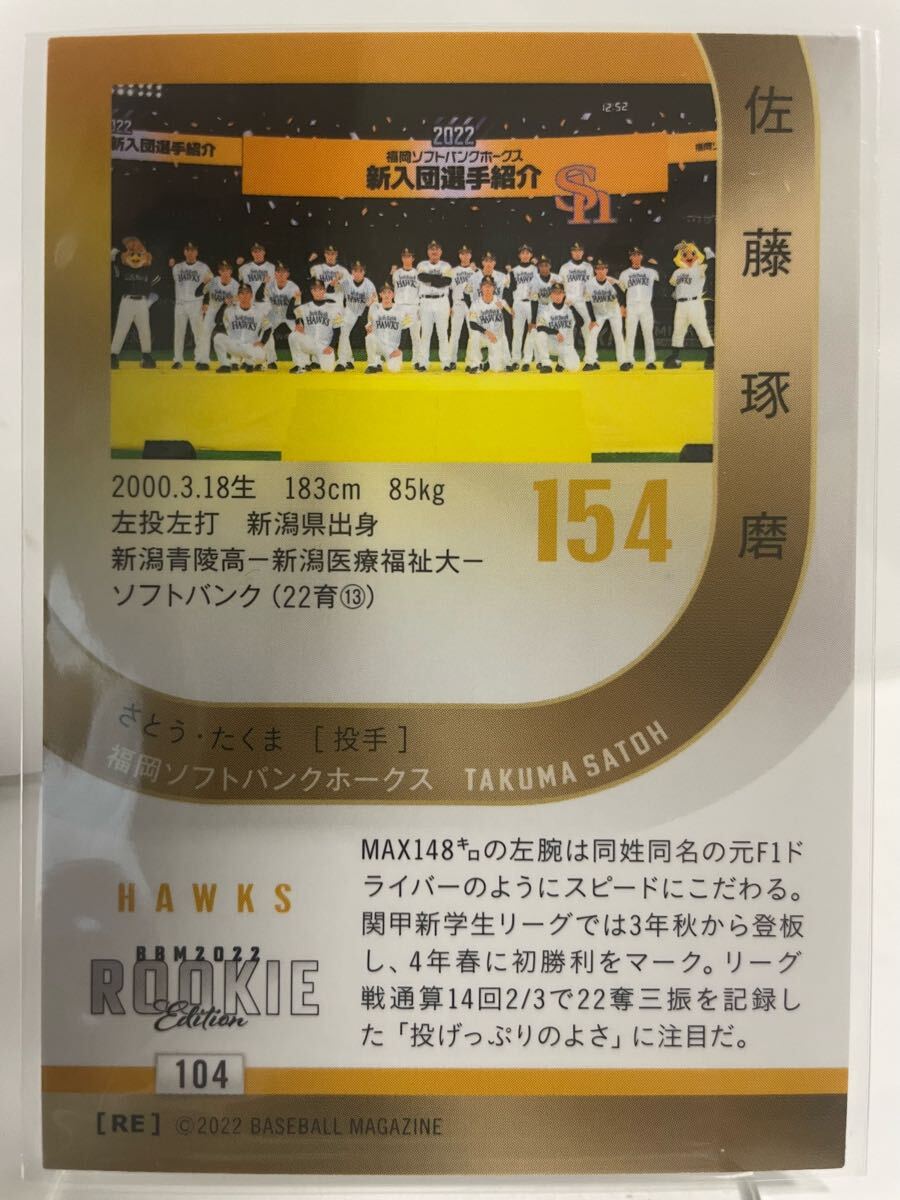 佐藤琢磨
12:52
22
新入団選手紹介
2022
福岡ソフトバンクホークス
新入団選手紹介
Sh
2000.3.18生 183cm 85kg
左投左打 新潟県出身
新潟青陵高－新潟医療福祉大－
ソフトバンク（22育⑬）
154
さとう・たくま [投手]
福岡ソフトバンクホークス TAKUMA SATOH
HAWKS
BBM2022
ROOKIE
Edition
104
MAX148㌔の左腕は同姓同名の元F1ド
ライバーのようにスピードにこだわる。
関甲新学生リーグでは3年秋から登板
し、4年春に初勝利をマーク。リーグ
戦通算14回2/3で22奪三振を記録し
た「投げっぷりのよさ」に注目だ。
[RE] ©2022 BASEBALL MAGAZINE